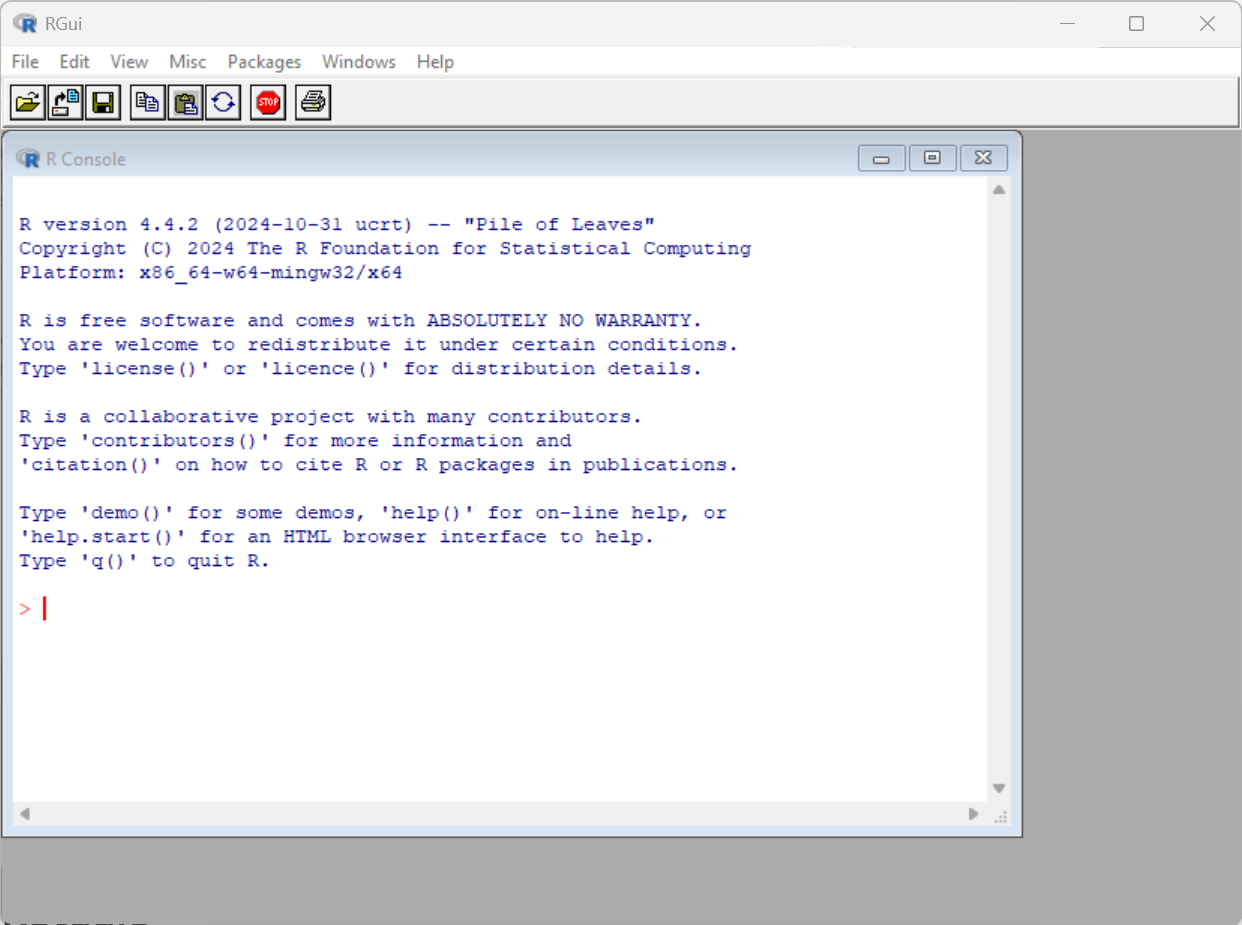 RGui
File Edit View Misc Packages Windows Help
STOP
R Console
R version 4.4.2 (2024-10-31 ucrt) -- "Pile of Leaves"
Copyright (C) 2024 The R Foundation for Statistical Computing
Platform: x86_64-w64-mingw32/x64
R is free software and comes with ABSOLUTELY NO WARRANTY.
You are welcome to redistribute it under certain conditions.
Type 'license()' or 'licence()' for distribution details.
R is a collaborative project with many contributors.
Type 'contributors()' for more information and
'citation()' on how to cite R or R packages in publications.
Type 'demo()' for some demos, 'help()' for on-line help, or
'help.start()' for an HTML browser interface to help.
Type 'q()' to quit R.
>